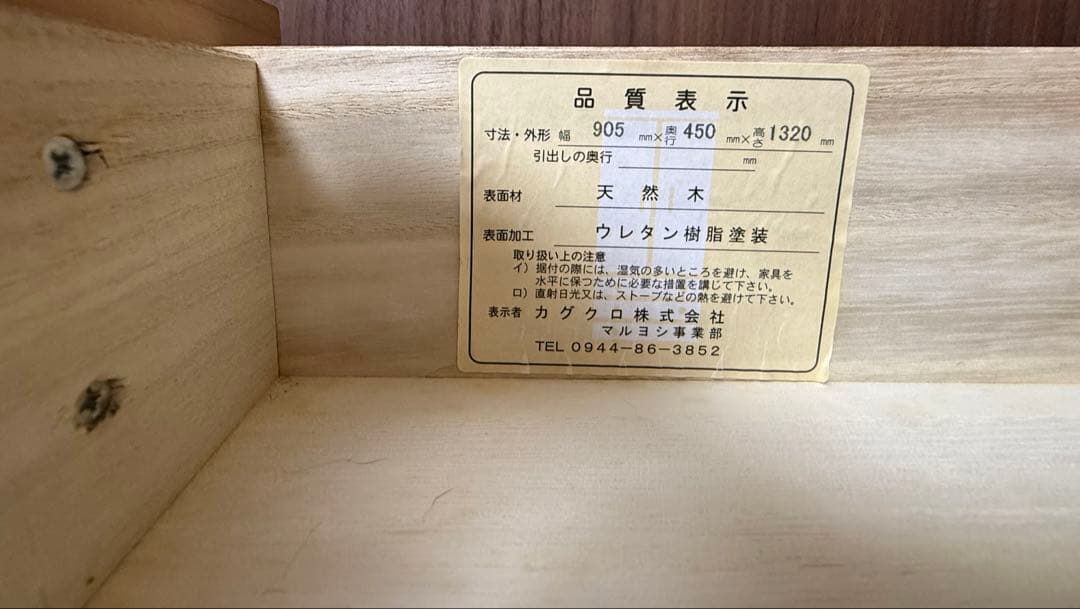 品質表示
寸法・外形 幅 905 mm×奥行 450 mm×高さ 1320 mm
引出しの奥行 mm
表面材 天然木
表面加工 ウレタン樹脂塗装
取り扱い上の注意
イ）据付の際には、湿気の多いところを避け、家具を
水平に保つために必要な措置を講じて下さい。
ロ）直射日光又は、ストーブなどの熱を避けて下さい。
表示者 カグクロ株式会社
マルヨシ事業部
TEL 0944-86-3852